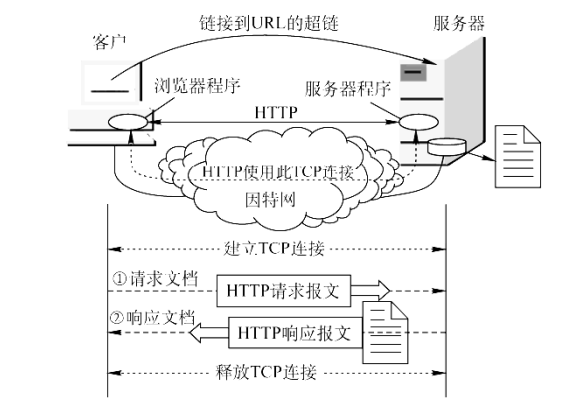 链接到URL的超链
客户
服务器
浏览器程序
服务器程序
HTTP
HTTP使用此TCP连接
因特网
建立TCP连接
①请求文档
HTTP请求报文
②响应文档
HTTP响应报文
释放TCP连接